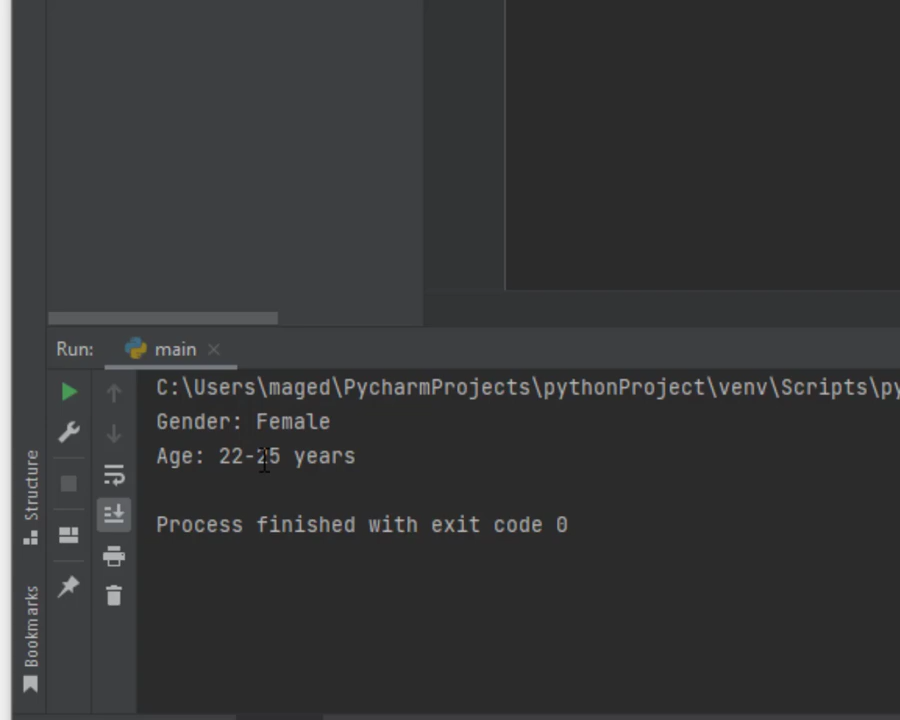 Run: main
C:\Users\maged\PycharmProjects\pythonProject\venv\Scripts\py
Gender: Female
Age: 22-25 years
Process finished with exit code 0
Structure
Bookmarks